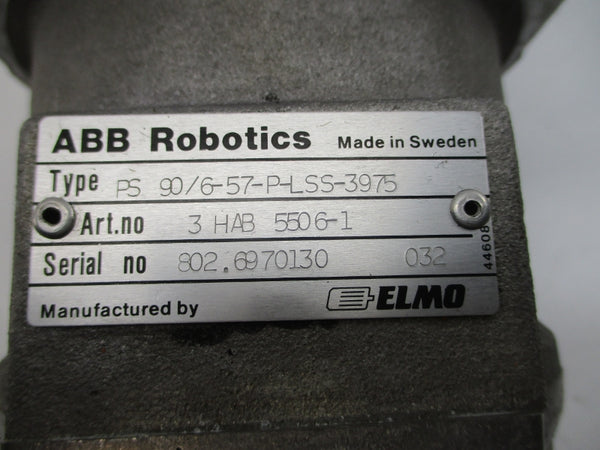 ABB Robotics Made in Sweden
Type PS 90/6-57-P-LSS-3975
Art.no 3 HAB 5506-1
Serial no 802.6970130 032
44608
Manufactured by ELMO